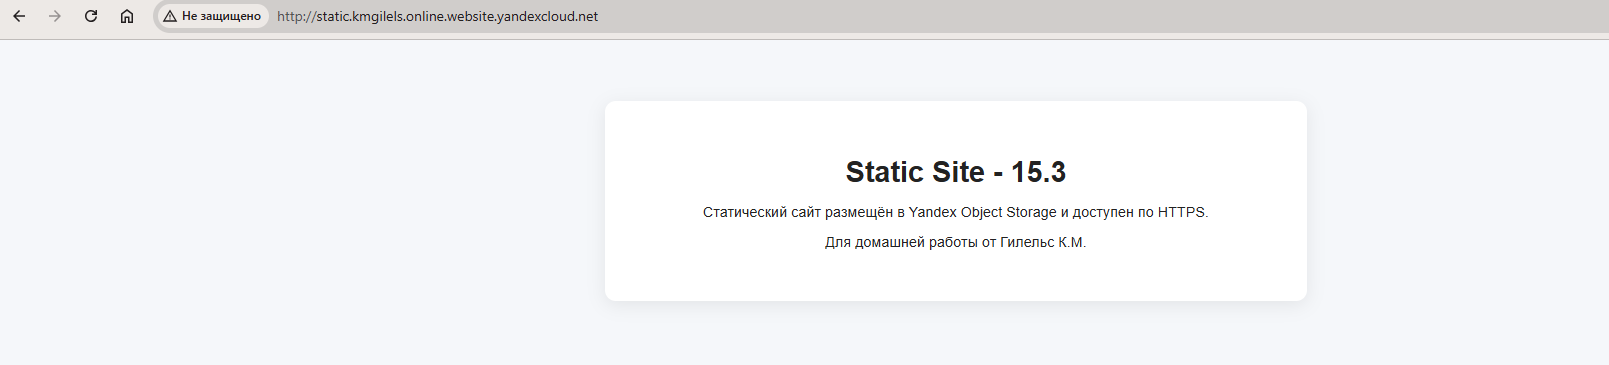 Не защищено http://static.kmgilels.online.website.yandexcloud.net
Static Site - 15.3
Статический сайт размещён в Yandex Object Storage и доступен по HTTPS.
Для домашней работы от Гилельс К.М.